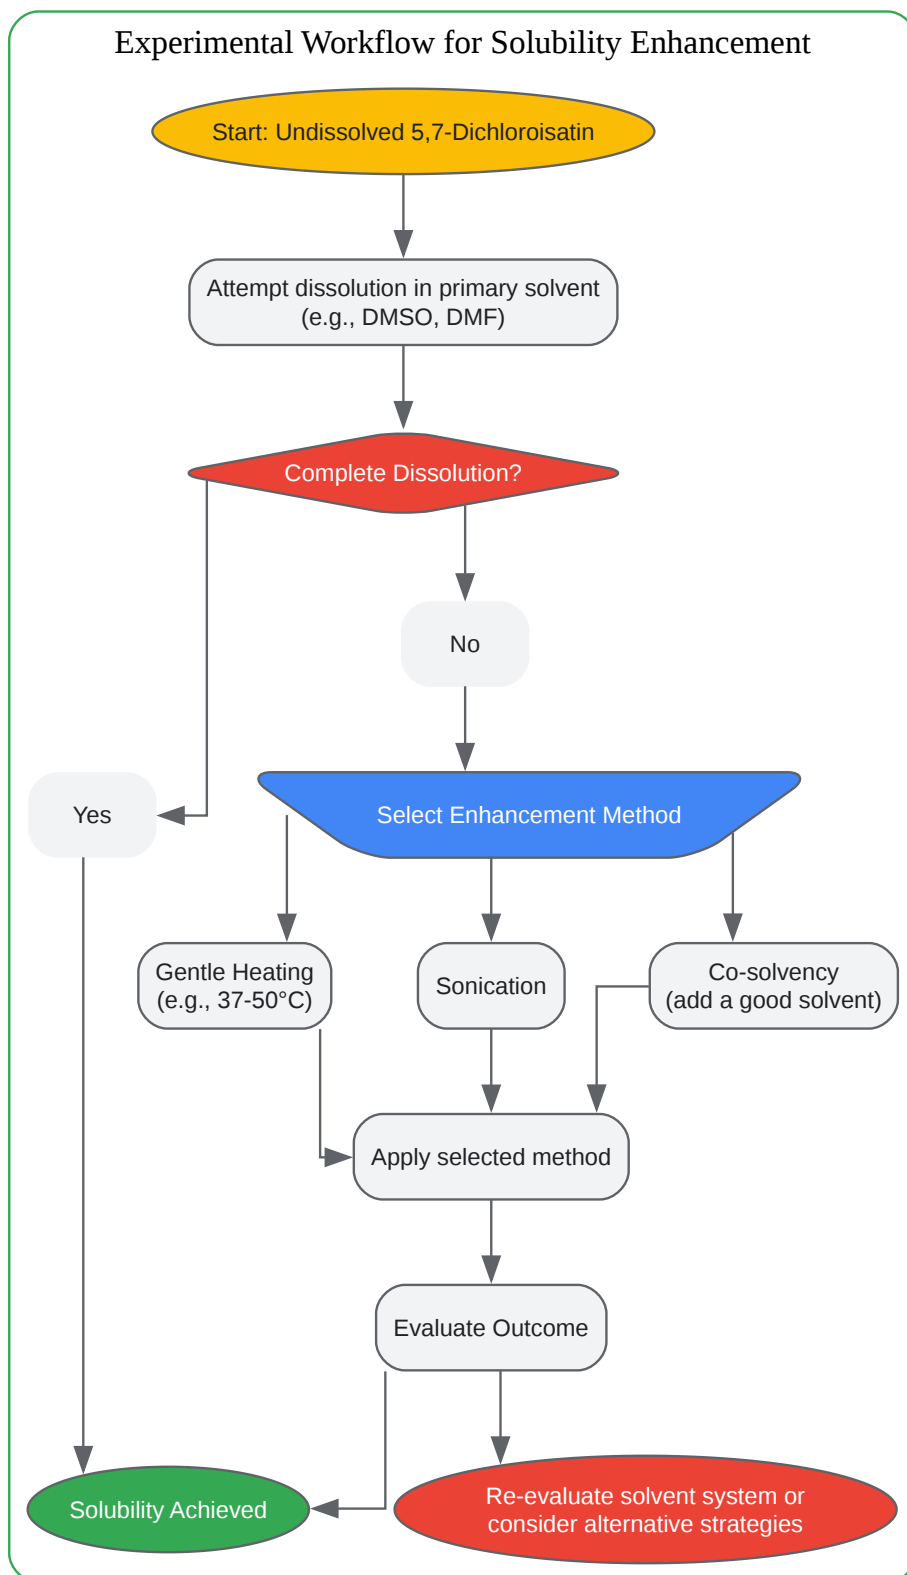 Experimental Workflow for Solubility Enhancement
Start: Undissolved 5,7-Dichloroisatin
Attempt dissolution in primary solvent
(e.g., DMSO, DMF)
Complete Dissolution?
No
Yes
Select Enhancement Method
Gentle Heating
(e.g., 37-50°C)
Sonication
Co-solvency
(add a good solvent)
Apply selected method
Evaluate Outcome
Solubility Achieved
Re-evaluate solvent system or
consider alternative strategies